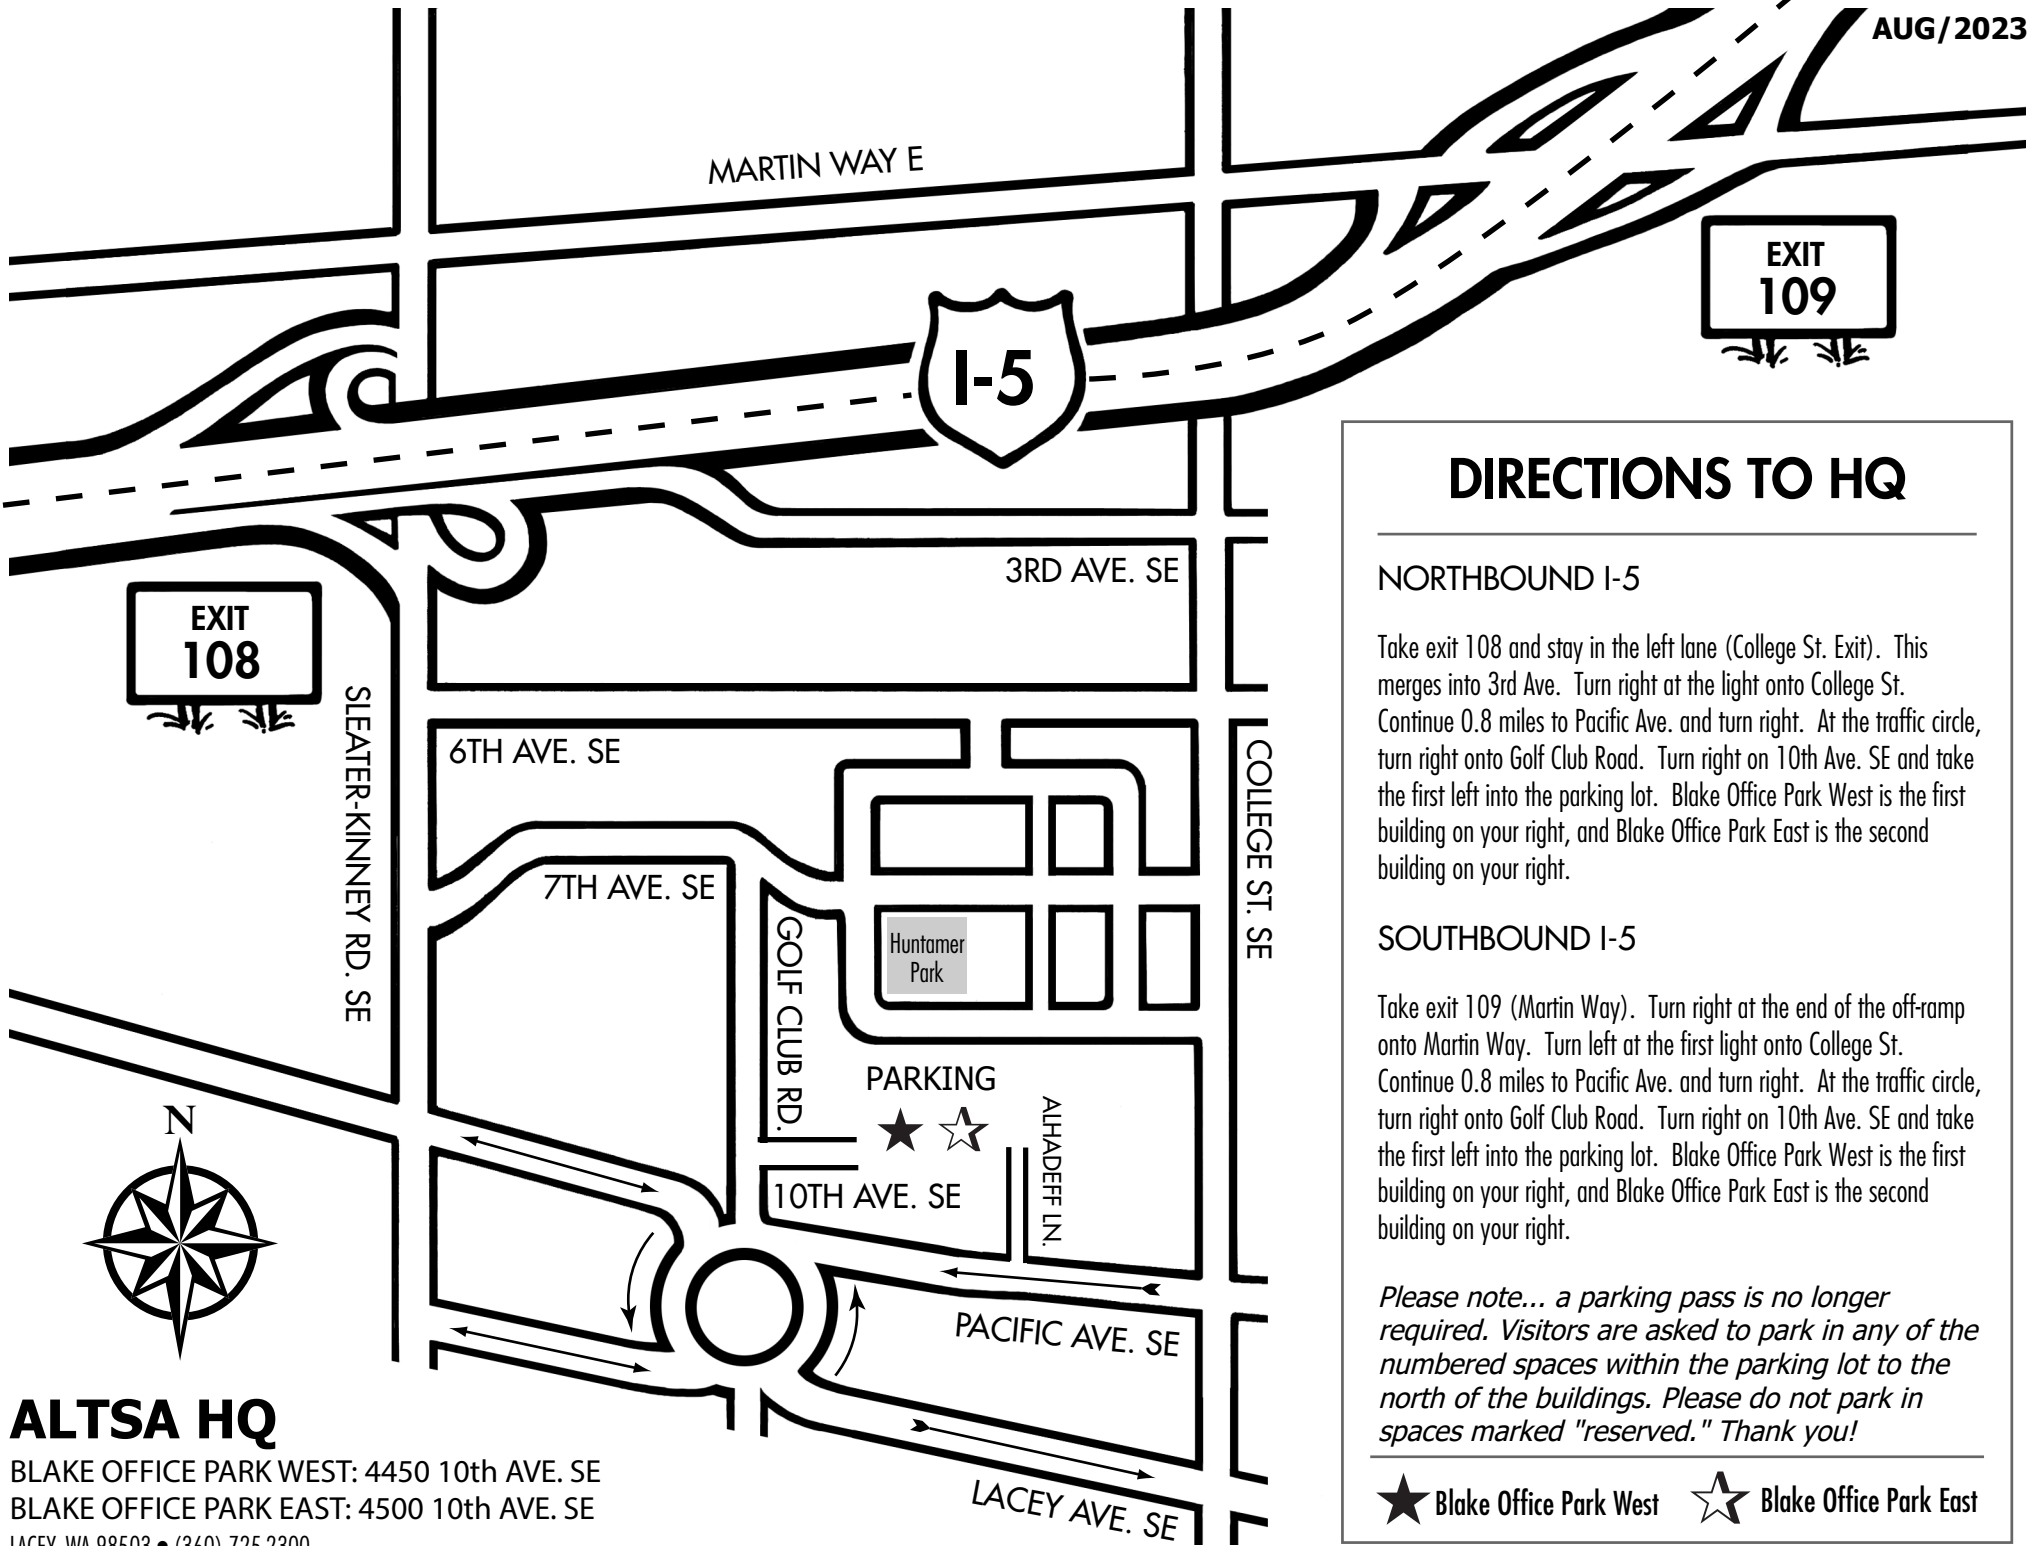 AUG/2023
MARTIN WAY E
EXIT
109
I-5
3RD AVE. SE
EXIT
108
SLEATER-KINNEY RD. SE
6TH AVE. SE
COLLEGE ST. SE
7TH AVE. SE
GOLF CLUB RD.
Huntamer
Park
PARKING
ALHADEFF LN.
10TH AVE. SE
N
PACIFIC AVE. SE
LACEY AVE. SE
ALTSA HQ
BLAKE OFFICE PARK WEST: 4450 10th AVE. SE
BLAKE OFFICE PARK EAST: 4500 10th AVE. SE
LACEY, WA 98503 • (360) 725-2300
DIRECTIONS TO HQ
NORTHBOUND I-5
Take exit 108 and stay in the left lane (College St. Exit). This
merges into 3rd Ave. Turn right at the light onto College St.
Continue 0.8 miles to Pacific Ave. and turn right. At the traffic circle,
turn right onto Golf Club Road. Turn right on 10th Ave. SE and take
the first left into the parking lot. Blake Office Park West is the first
building on your right, and Blake Office Park East is the second
building on your right.
SOUTHBOUND I-5
Take exit 109 (Martin Way). Turn right at the end of the off-ramp
onto Martin Way. Turn left at the first light onto College St.
Continue 0.8 miles to Pacific Ave. and turn right. At the traffic circle,
turn right onto Golf Club Road. Turn right on 10th Ave. SE and take
the first left into the parking lot. Blake Office Park West is the first
building on your right, and Blake Office Park East is the second
building on your right.
Please note... a parking pass is no longer
required. Visitors are asked to park in any of the
numbered spaces within the parking lot to the
north of the buildings. Please do not park in
spaces marked "reserved." Thank you!
Blake Office Park West
Blake Office Park East